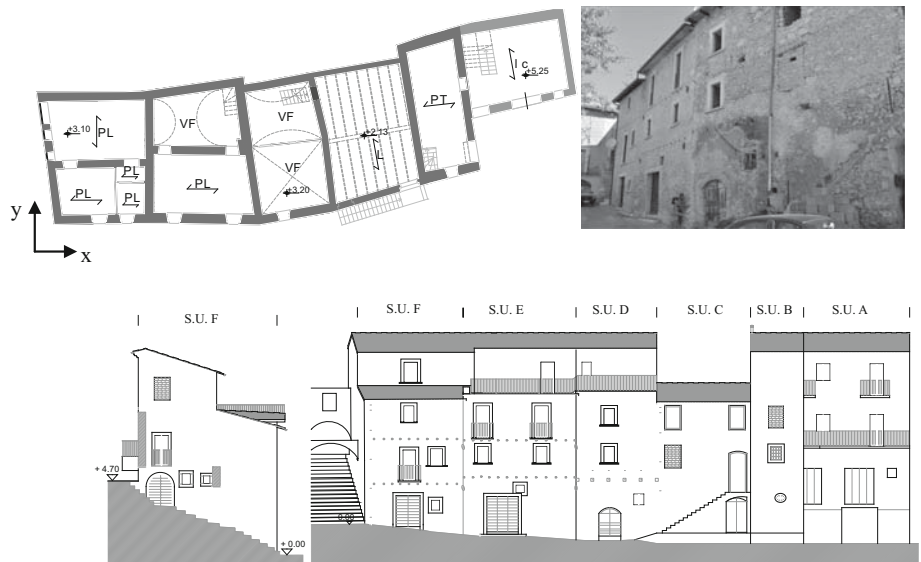 I c
+5,25
PT
VF
VF
+3,10
PL
+2,13
L
PL
PL
PL
PL
VF
+3,20
y
x
S.U. F
S.U. F
S.U. E
S.U. D
S.U. C
S.U. B
S.U. A
+ 4.70
+ 0.00